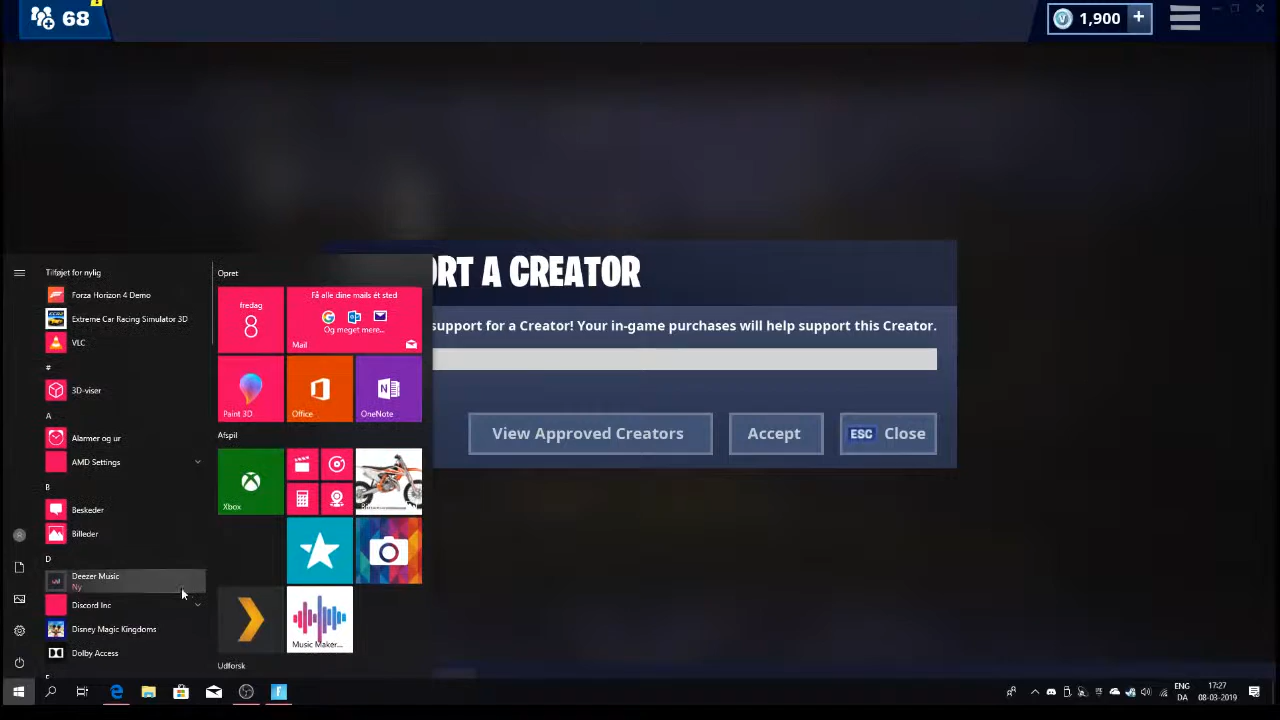 68
1,900 +
ORT A CREATOR
support for a Creator! Your in-game purchases will help support this Creator.
View Approved Creators
Accept
ESC Close
Tilføjet for nylig
Forza Horizon 4 Demo
Extreme Car Racing Simulator 3D
VLC
#
3D-viser
A
Alarmer og ur
AMD Settings
B
Beskeder
Billeder
D
Deezer Music
Ny
Discord Inc
Disney Magic Kingdoms
Dolby Access
Opret
fredag
8
Få alle dine mails ét sted
Og meget mere...
Mail
Paint 3D
Office
OneNote
Afspil
Xbox
Music Maker...
Udforsk
ENG
DA
17:27
08-03-2019